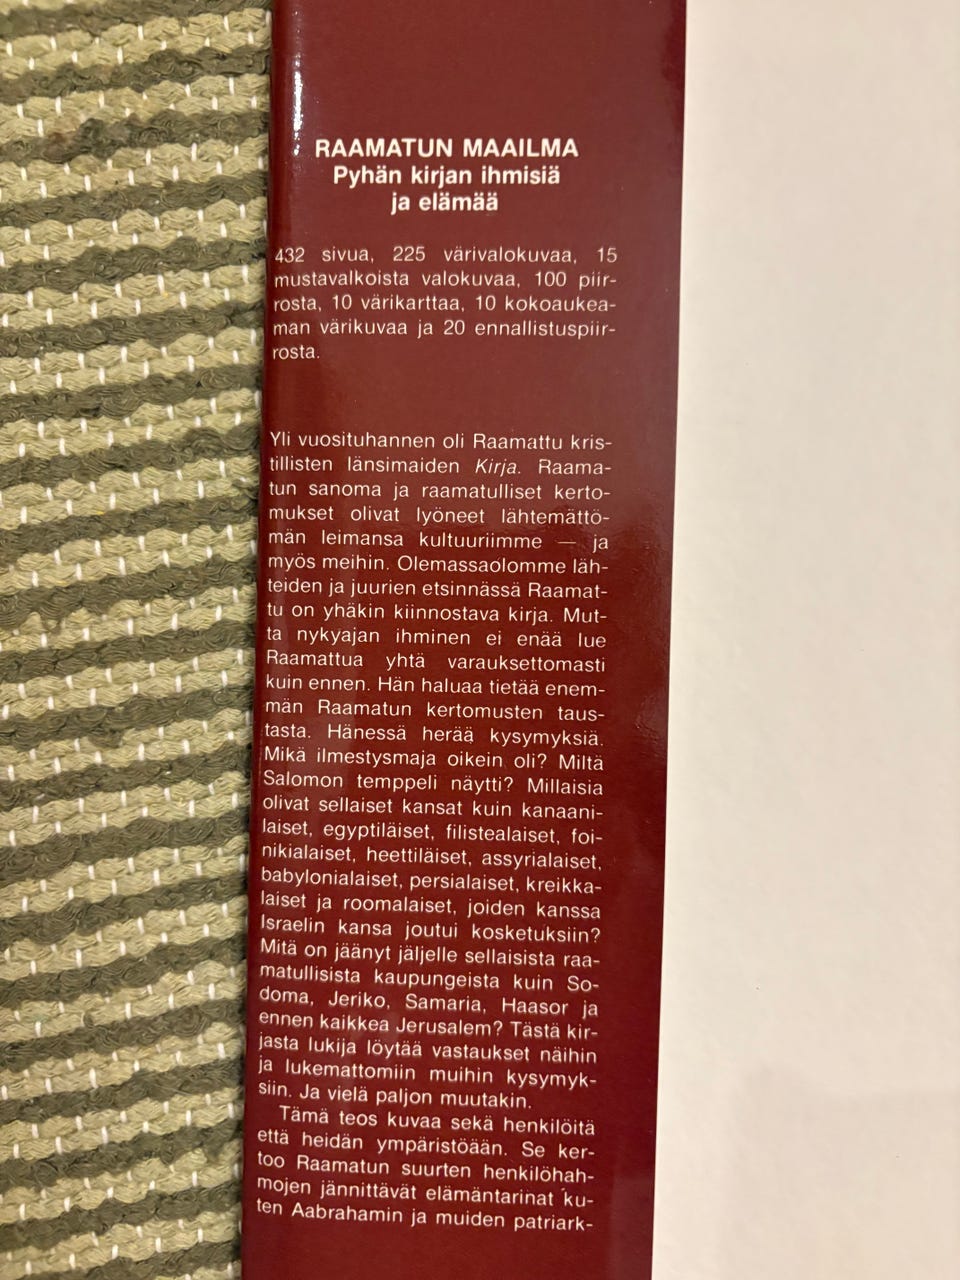 RAAMATUN MAAILMA
Pyhän kirjan ihmisiä
ja elämää
432 sivua, 225 värivalokuvaa, 15
mustavalkoista valokuvaa, 100 piir-
rosta, 10 värikarttaa, 10 kokoaukea-
man värikuvaa ja 20 ennallistuspiir-
rosta.
Yli vuosituhannen oli Raamattu kris-
tillisten länsimaiden Kirja. Raama-
tun sanoma ja raamatulliset kerto-
mukset olivat lyöneet lähtemättö-
män leimansa kultuuriimme — ja
myös meihin. Olemassaolomme läh-
teiden ja juurien etsinnässä Raamat-
tu on yhäkin kiinnostava kirja. Mut-
ta nykyajan ihminen ei enää lue
Raamattua yhtä varauksettomasti
kuin ennen. Hän haluaa tietää enem-
män Raamatun kertomusten taus-
tasta. Hänessä herää kysymyksiä.
Mikä ilmestysmaja oikein oli? Miltä
Salomon temppeli näytti? Millaisia
olivat sellaiset kansat kuin kanaani-
laiset, egyptiläiset, filistealaiset, foi-
nikialaiset, heettiläiset, assyrialaiset,
babylonialaiset, persialaiset, kreikka-
laiset ja roomalaiset, joiden kanssa
Israelin kansa joutui kosketuksiin?
Mitä on jäänyt jäljelle sellaisista raa-
matullisista kaupungeista kuin So-
doma, Jeriko, Samaria, Haasor ja
ennen kaikkea Jerusalem? Tästä kir-
jasta lukija löytää vastaukset näihin
ja lukemattomiin muihin kysymyk-
siin. Ja vielä paljon muutakin.
Tämä teos kuvaa sekä henkilöitä
että heidän ympäristöään. Se ker-
too Raamatun suurten henkilöhah-
mojen jännittävät elämäntarinat ku-
ten Aabrahamin ja muiden patriark-